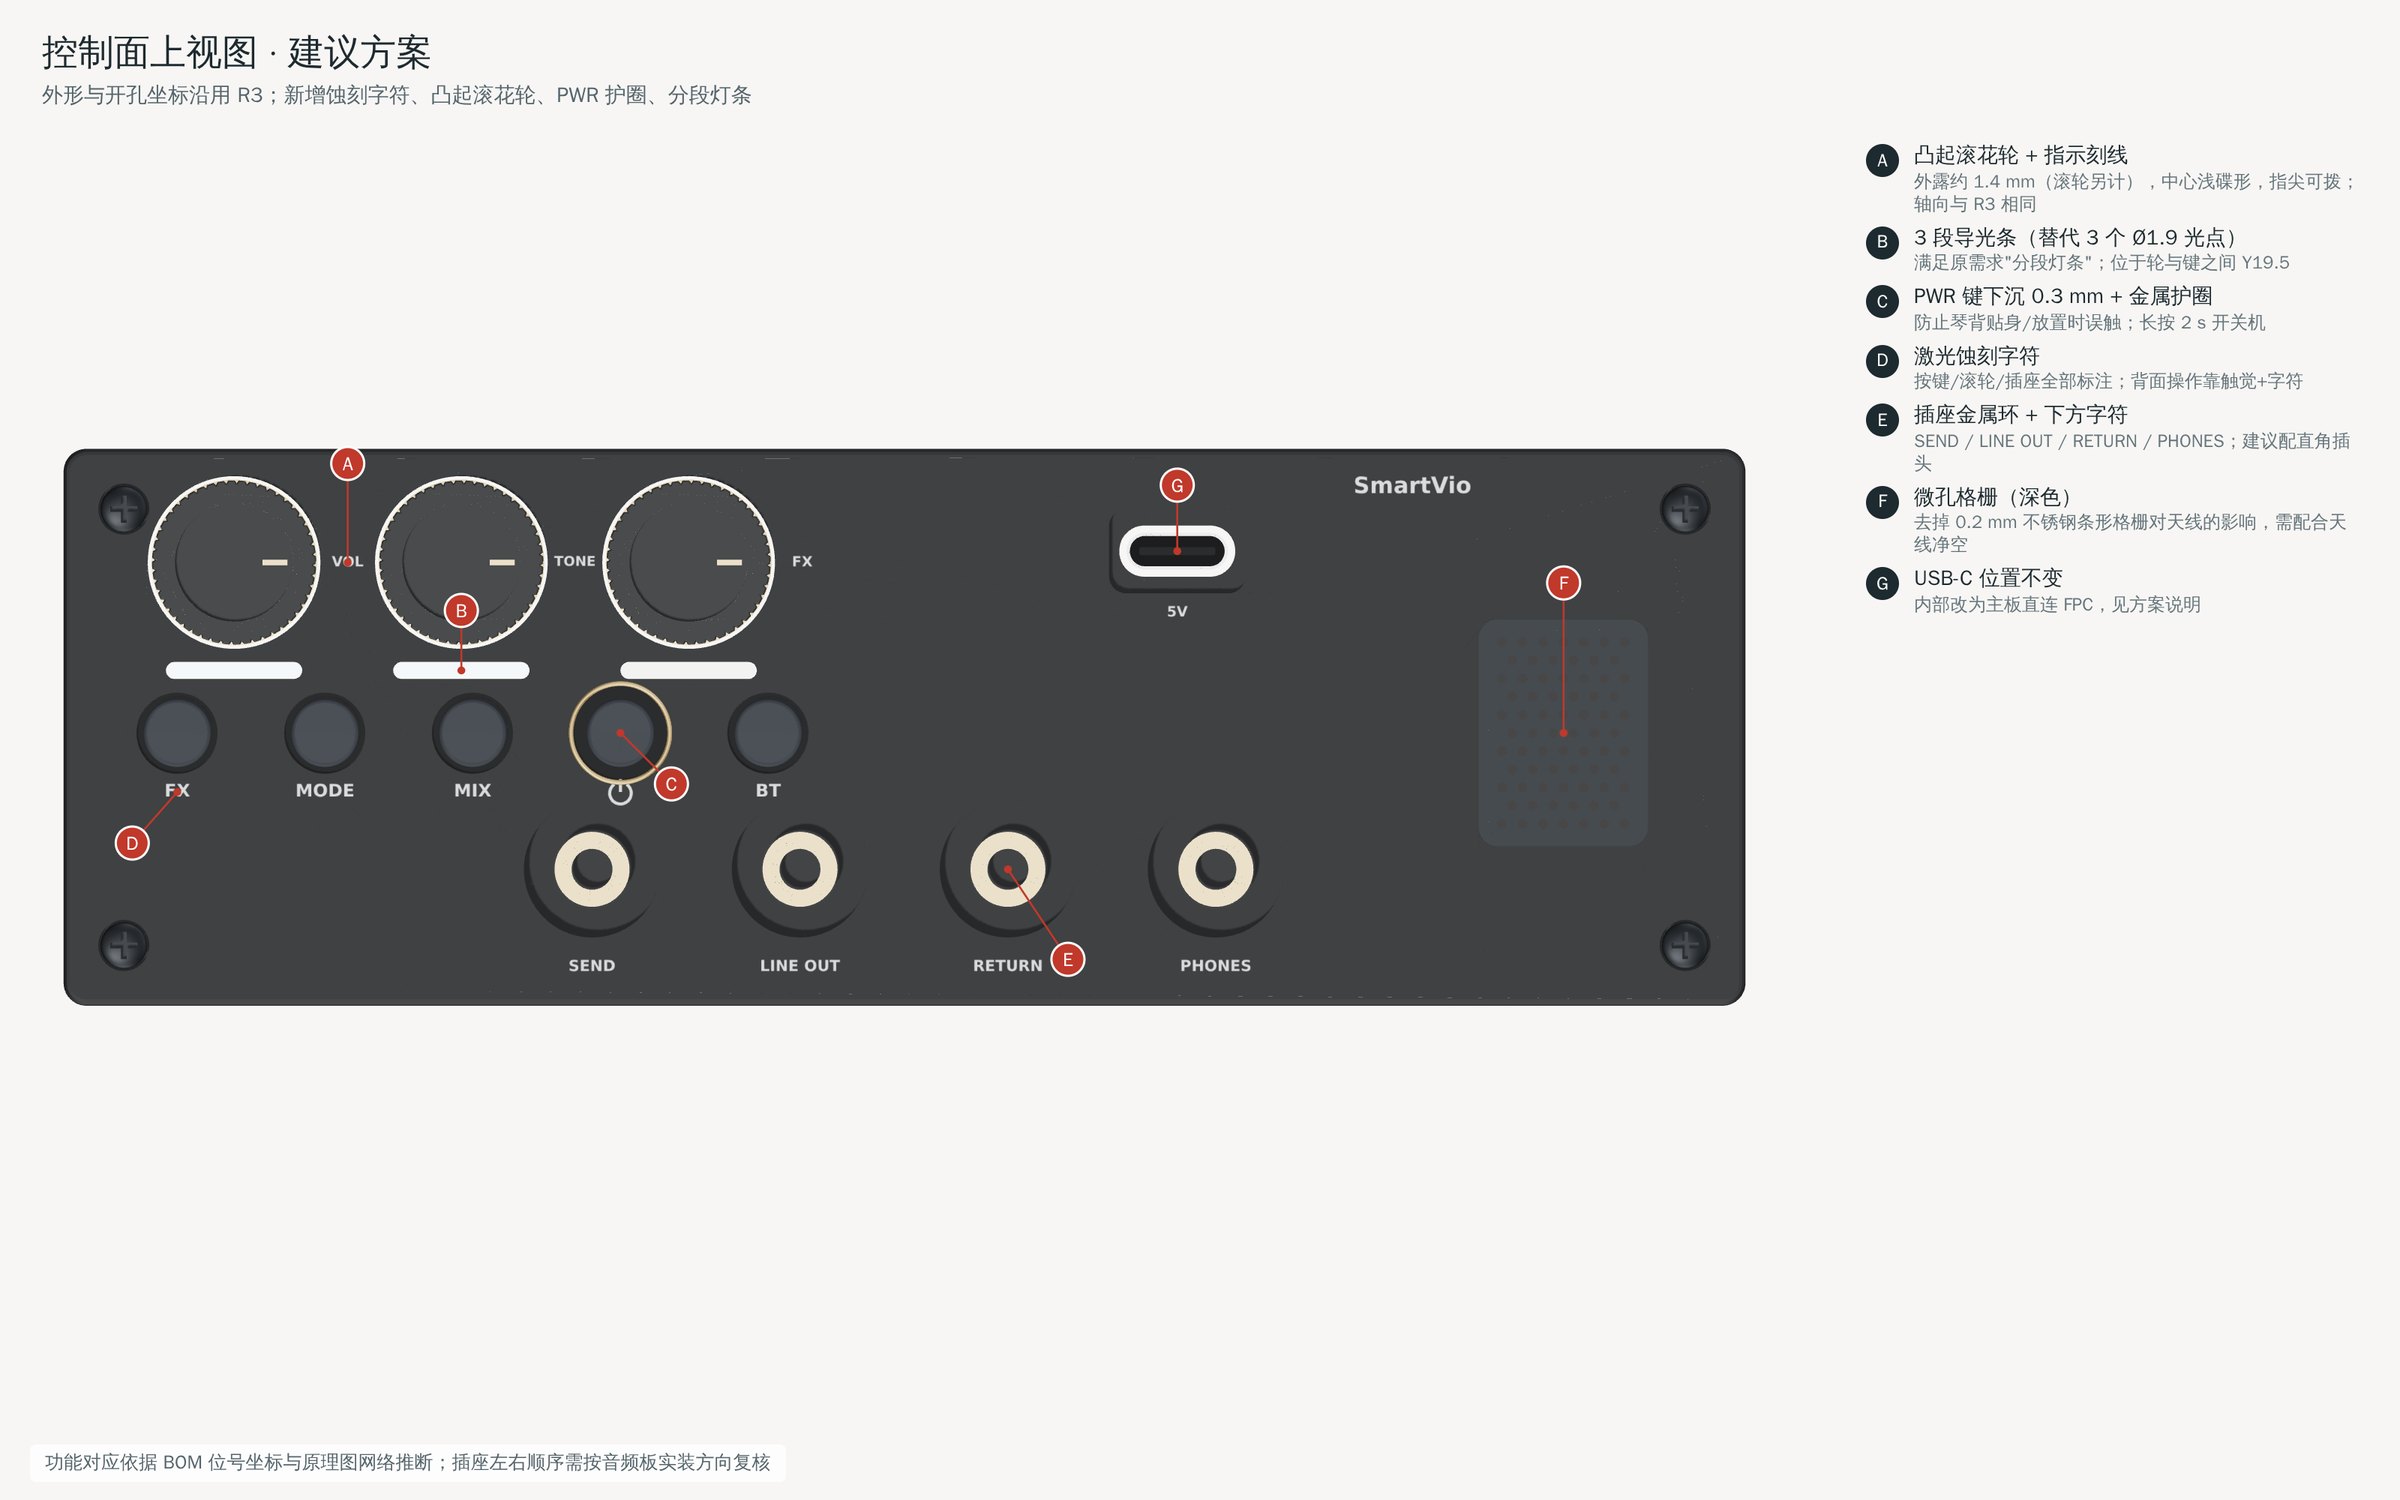 控制面上视图 · 建议方案
外形与开孔坐标沿用 R3；新增蚀刻字符、凸起滚花轮、PWR 护圈、分段灯条
A 凸起滚花轮 + 指示刻线
外露约 1.4 mm（滚轮另计），中心浅碟形，指尖可拨；
轴向与 R3 相同
B 3 段导光条（替代 3 个 Ø1.9 光点）
满足原需求"分段灯条"；位于轮与键之间 Y19.5
C PWR 键下沉 0.3 mm + 金属护圈
防止琴背贴身/放置时误触；长按 2 s 开关机
D 激光蚀刻字符
按键/滚轮/插座全部标注；背面操作靠触觉+字符
E 插座金属环 + 下方字符
SEND / LINE OUT / RETURN / PHONES；建议配直角插
头
F 微孔格栅（深色）
去掉 0.2 mm 不锈钢条形格栅对天线的影响，需配合天
线净空
G USB-C 位置不变
内部改为主板直连 FPC，见方案说明
A
G
SmartVio
VOL
TONE
FX
B
5V
F
C
FX
MODE
MIX
BT
D
SEND
LINE OUT
RETURN
E
PHONES
功能对应依据 BOM 位号坐标与原理图网络推断；插座左右顺序需按音频板实装方向复核